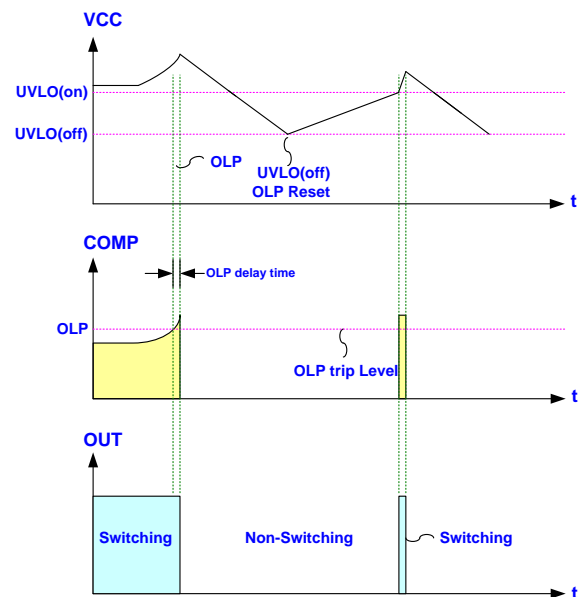 VCC
UVLO(on)
UVLO(off)
OLP
UVLO(off)
OLP Reset
t
COMP
OLP delay time
OLP
OLP trip Level
t
OUT
Switching
Non-Switching
Switching
t